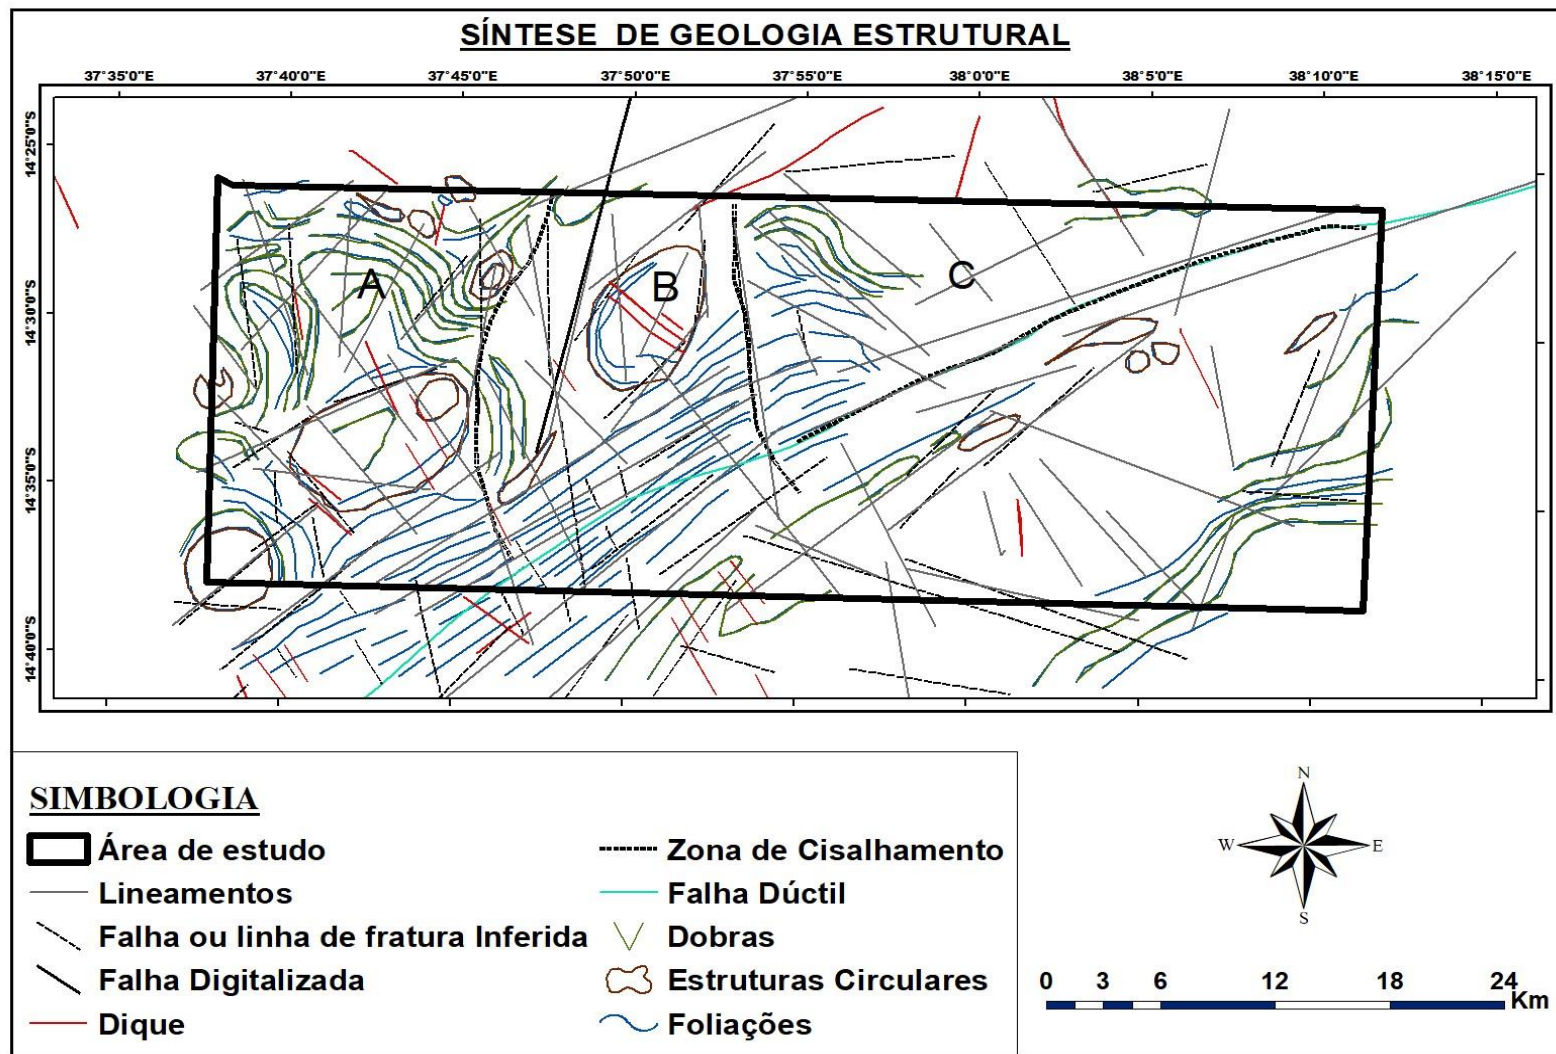 SÍNTESE DE GEOLOGIA ESTRUTURAL
37°35'0"E 37°40'0"E 37°45'0"E 37°50'0"E 37°55'0"E 38°0'0"E 38°5'0"E 38°10'0"E 38°15'0"E
14°25'0"S
14°30'0"S
14°35'0"S
14°40'0"S
A
B
C
SIMBOLOGIA
Área de estudo
Lineamentos
Falha ou linha de fratura Inferida
Falha Digitalizada
Dique
Zona de Cisalhamento
Falha Dúctil
Dobras
Estruturas Circulares
Foliações
N
W
E
S
0 3 6 12 18 24
Km